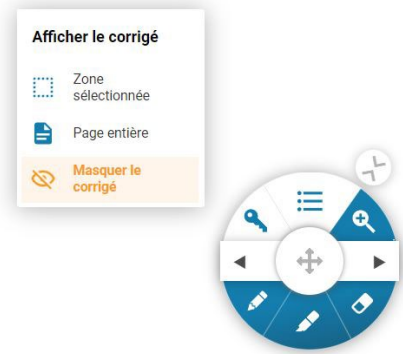 Afficher le corrigé
Zone
sélectionnée
Page entière
Masquer le
corrigé